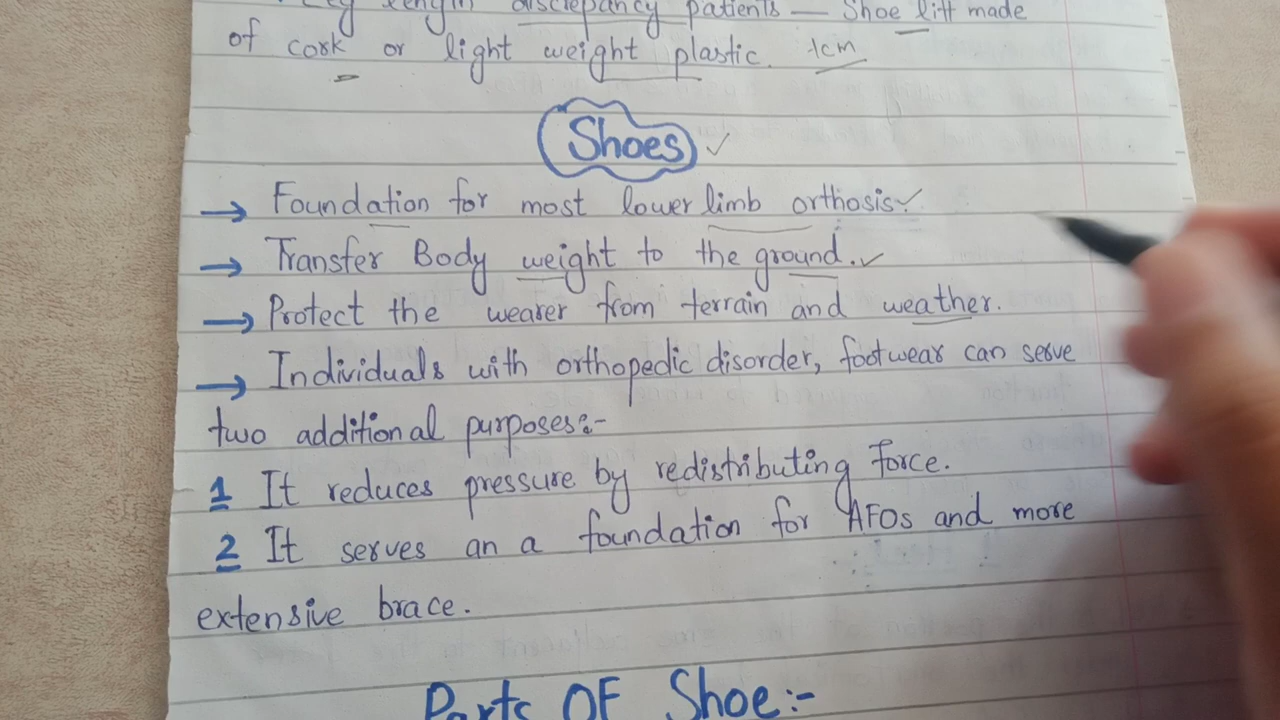 Leg length discrepancy patients — Shoe lift made
of cork or light weight plastic. 1cm
Shoes
→ Foundation for most lower limb orthosis
→ Transfer Body weight to the ground.
→ Protect the wearer from terrain and weather.
→ Individuals with orthopedic disorder, footwear can serve
two additional purposes:-
1 It reduces pressure by redistributing force.
2 It serves an a foundation for AFOs and more
extensive brace.
Parts OF Shoe:-